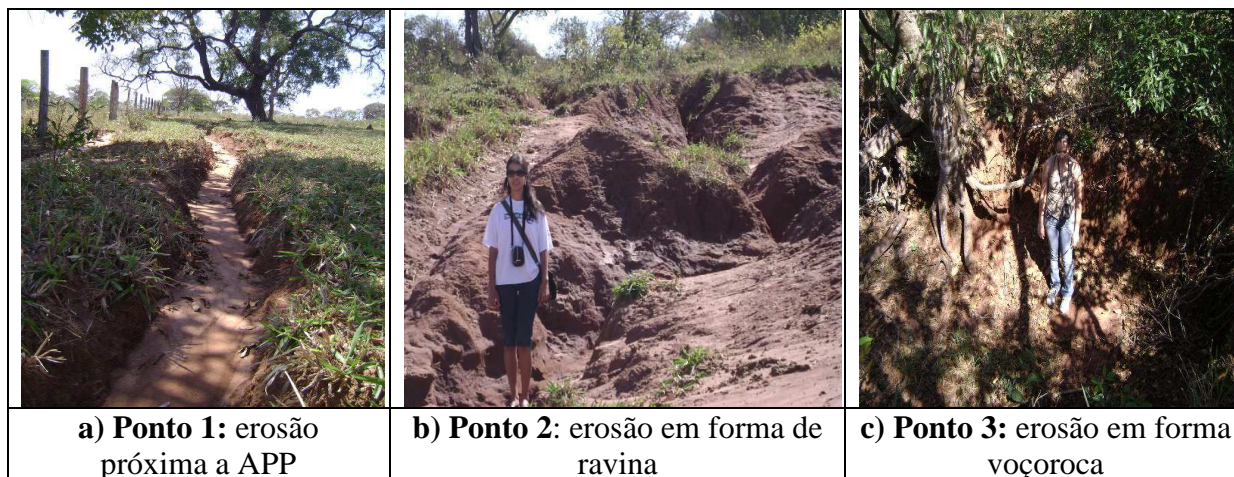 a) Ponto 1: erosão
próxima a APP
b) Ponto 2: erosão em forma de
ravina
c) Ponto 3: erosão em forma
voçoroca